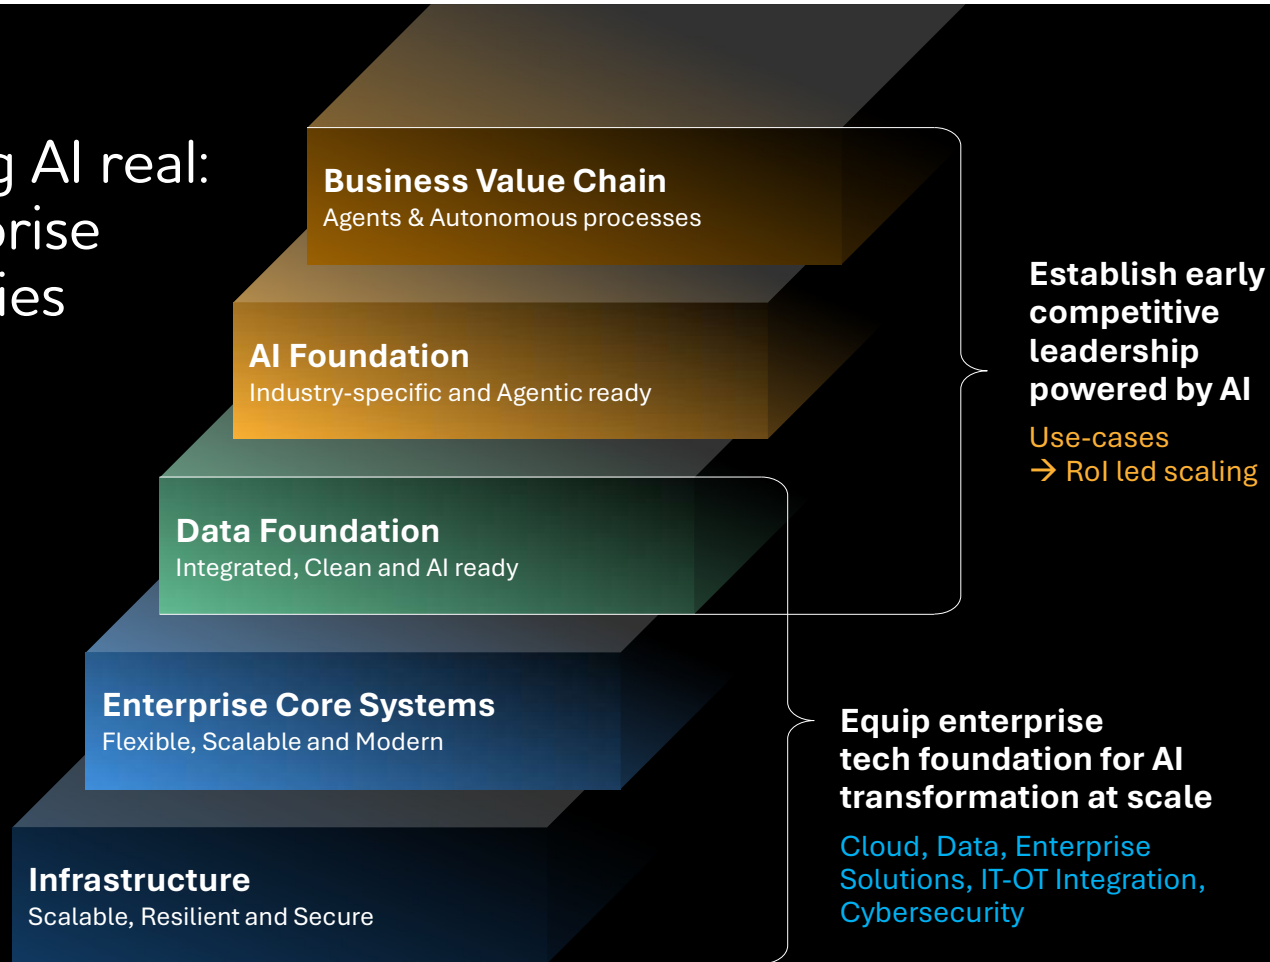 AI real:
Business Value Chain
Agents & Autonomous processes
AI Foundation
Industry-specific and Agentic ready
Data Foundation
Integrated, Clean and AI ready
Enterprise Core Systems
Flexible, Scalable and Modern
Infrastructure
Scalable, Resilient and Secure
Establish early
competitive
leadership
powered by AI
Use-cases
→ RoI led scaling
Equip enterprise
tech foundation for AI
transformation at scale
Cloud, Data, Enterprise
Solutions, IT-OT Integration,
Cybersecurity